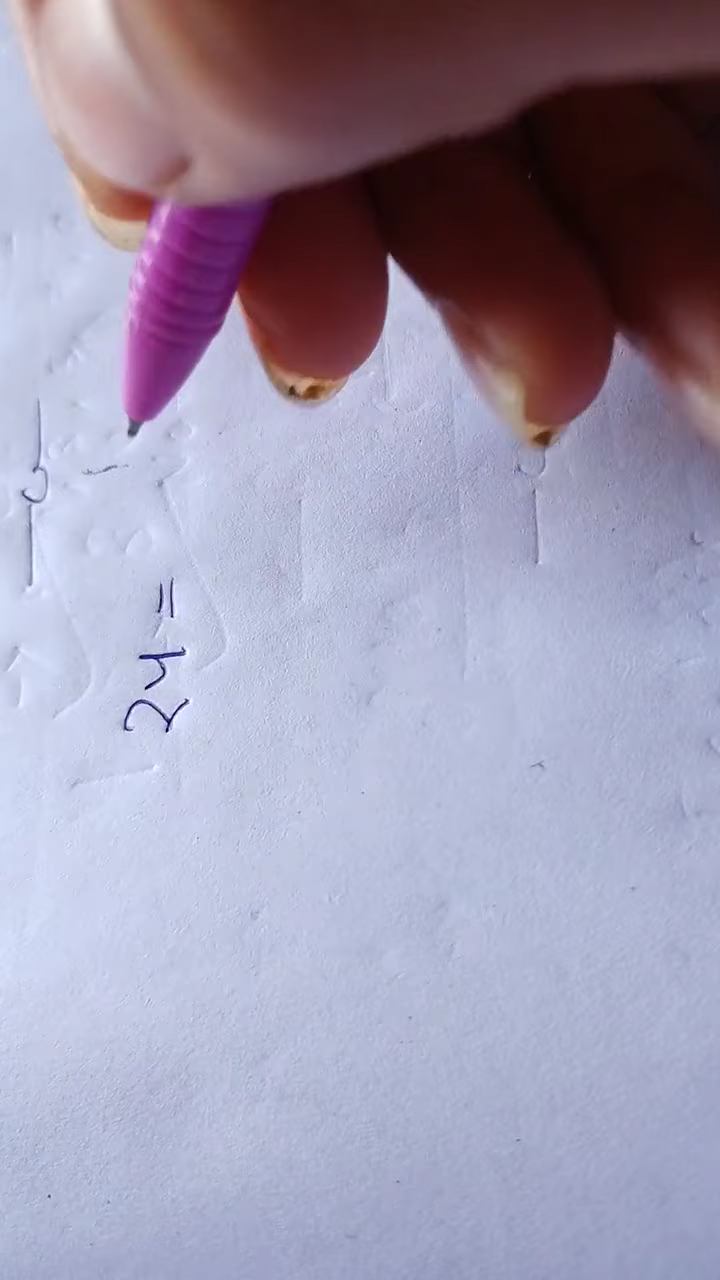 24 =